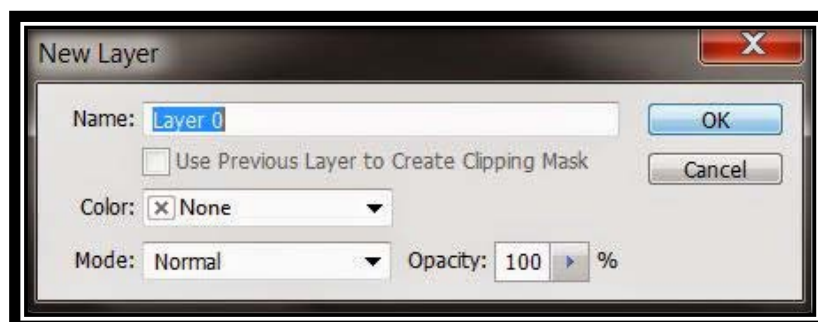 New Layer
Name: Layer 0 OK
Use Previous Layer to Create Clipping Mask Cancel
Color: None
Mode: Normal Opacity: 100 %